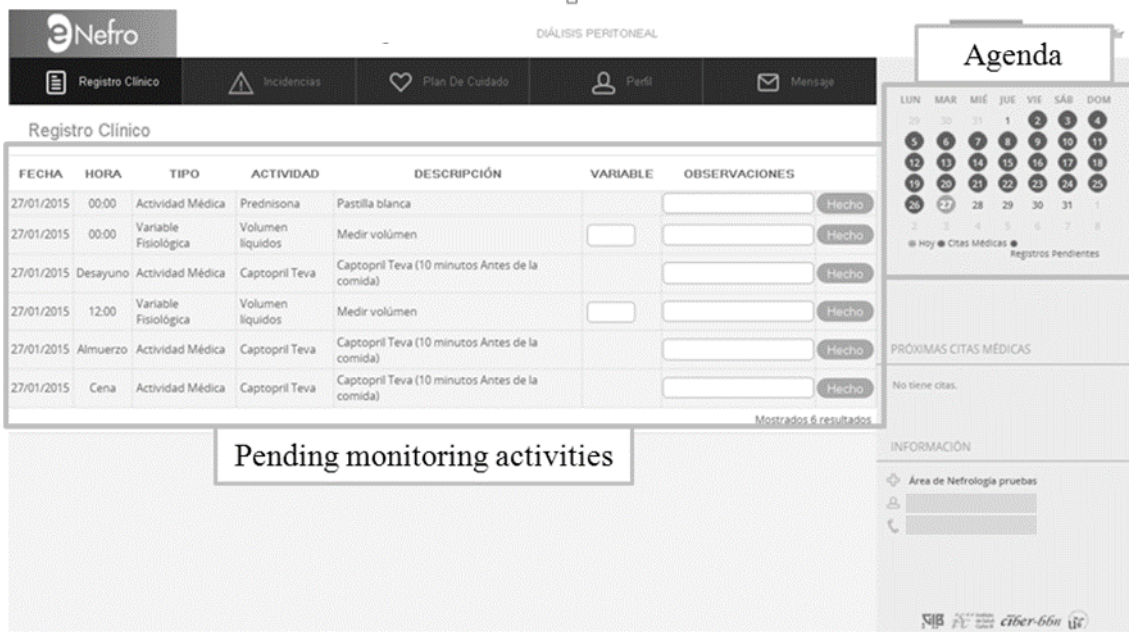 eNefro
DIÁLISIS PERITONEAL
Agenda
Registro Clínico
Incidencias
Plan De Cuidado
Perfil
Mensaje
Registro Clínico
FECHA HORA TIPO ACTIVIDAD DESCRIPCIÓN VARIABLE OBSERVACIONES
27/01/2015 00:00 Actividad Médica Prednisona Pastilla blanca Hecho
27/01/2015 00:00 Variable Fisiológica Volumen líquidos Medir volúmen Hecho
27/01/2015 Desayuno Actividad Médica Captopril Teva Captopril Teva (10 minutos Antes de la comida) Hecho
27/01/2015 12:00 Variable Fisiológica Volumen líquidos Medir volúmen Hecho
27/01/2015 Almuerzo Actividad Médica Captopril Teva Captopril Teva (10 minutos Antes de la comida) Hecho
27/01/2015 Cena Actividad Médica Captopril Teva Captopril Teva (10 minutos Antes de la comida) Hecho
Mostrados 6 resultados
Pending monitoring activities
LUN MAR MIÉ JUE VIE SÁB DOM
29 30 31 1 2 3 4
5 6 7 8 9 10 11
12 13 14 15 16 17 18
19 20 21 22 23 24 25
26 27 28 29 30 31 1
2 3 4 5 6 7 8
Hoy Citas Médicas
Registros Pendientes
PRÓXIMAS CITAS MÉDICAS
No tiene citas.
INFORMACIÓN
Área de Nefrología pruebas
GIB
ciber-bbn